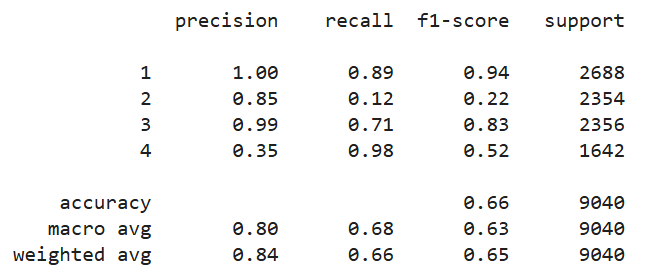 precision recall f1-score support
1 1.00 0.89 0.94 2688
2 0.85 0.12 0.22 2354
3 0.99 0.71 0.83 2356
4 0.35 0.98 0.52 1642
accuracy 0.66 9040
macro avg 0.80 0.68 0.63 9040
weighted avg 0.84 0.66 0.65 9040